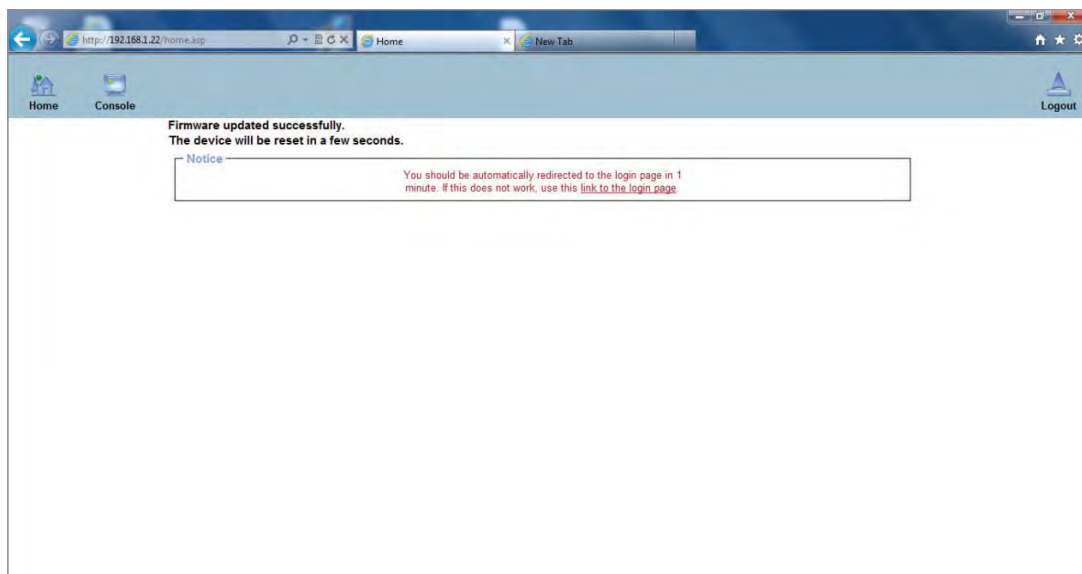 http://192.168.1.22/home.asp
Home
New Tab
Home
Console
Logout
Firmware updated successfully.
The device will be reset in a few seconds.
Notice
You should be automatically redirected to the login page in 1
minute. If this does not work, use this link to the login page.